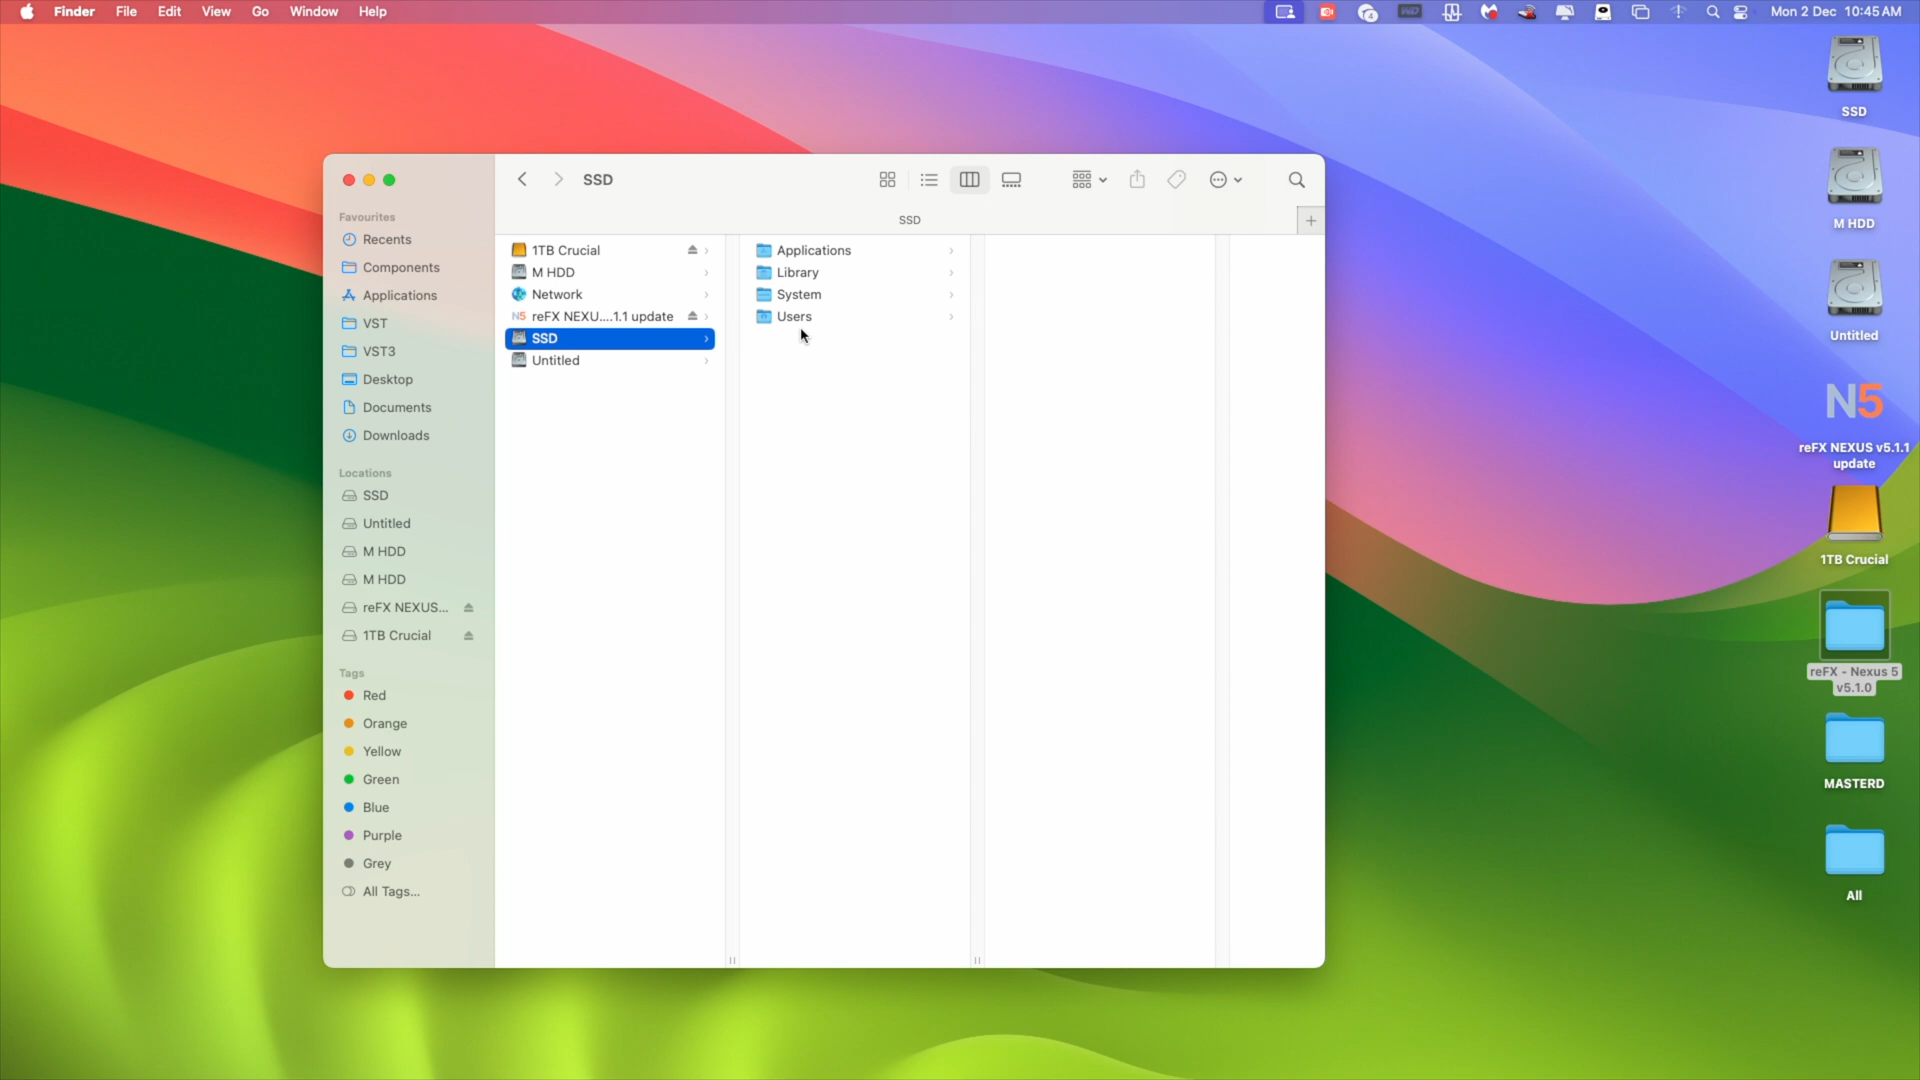 Finder File Edit View Go Window Help
Mon 2 Dec 10:45 AM
SSD
SSD
Favourites
Recents
Components
Applications
VST
VST3
Desktop
Documents
Downloads
Locations
SSD
Untitled
M HDD
M HDD
reFX NEXUS...
1TB Crucial
Tags
Red
Orange
Yellow
Green
Blue
Purple
Grey
All Tags...
1TB Crucial
M HDD
Network
N5 reFX NEXU....1.1 update
SSD
Untitled
Applications
Library
System
Users
SSD
M HDD
Untitled
N5
reFX NEXUS v5.1.1
update
1TB Crucial
reFX - Nexus 5
v5.1.0
MASTERD
All